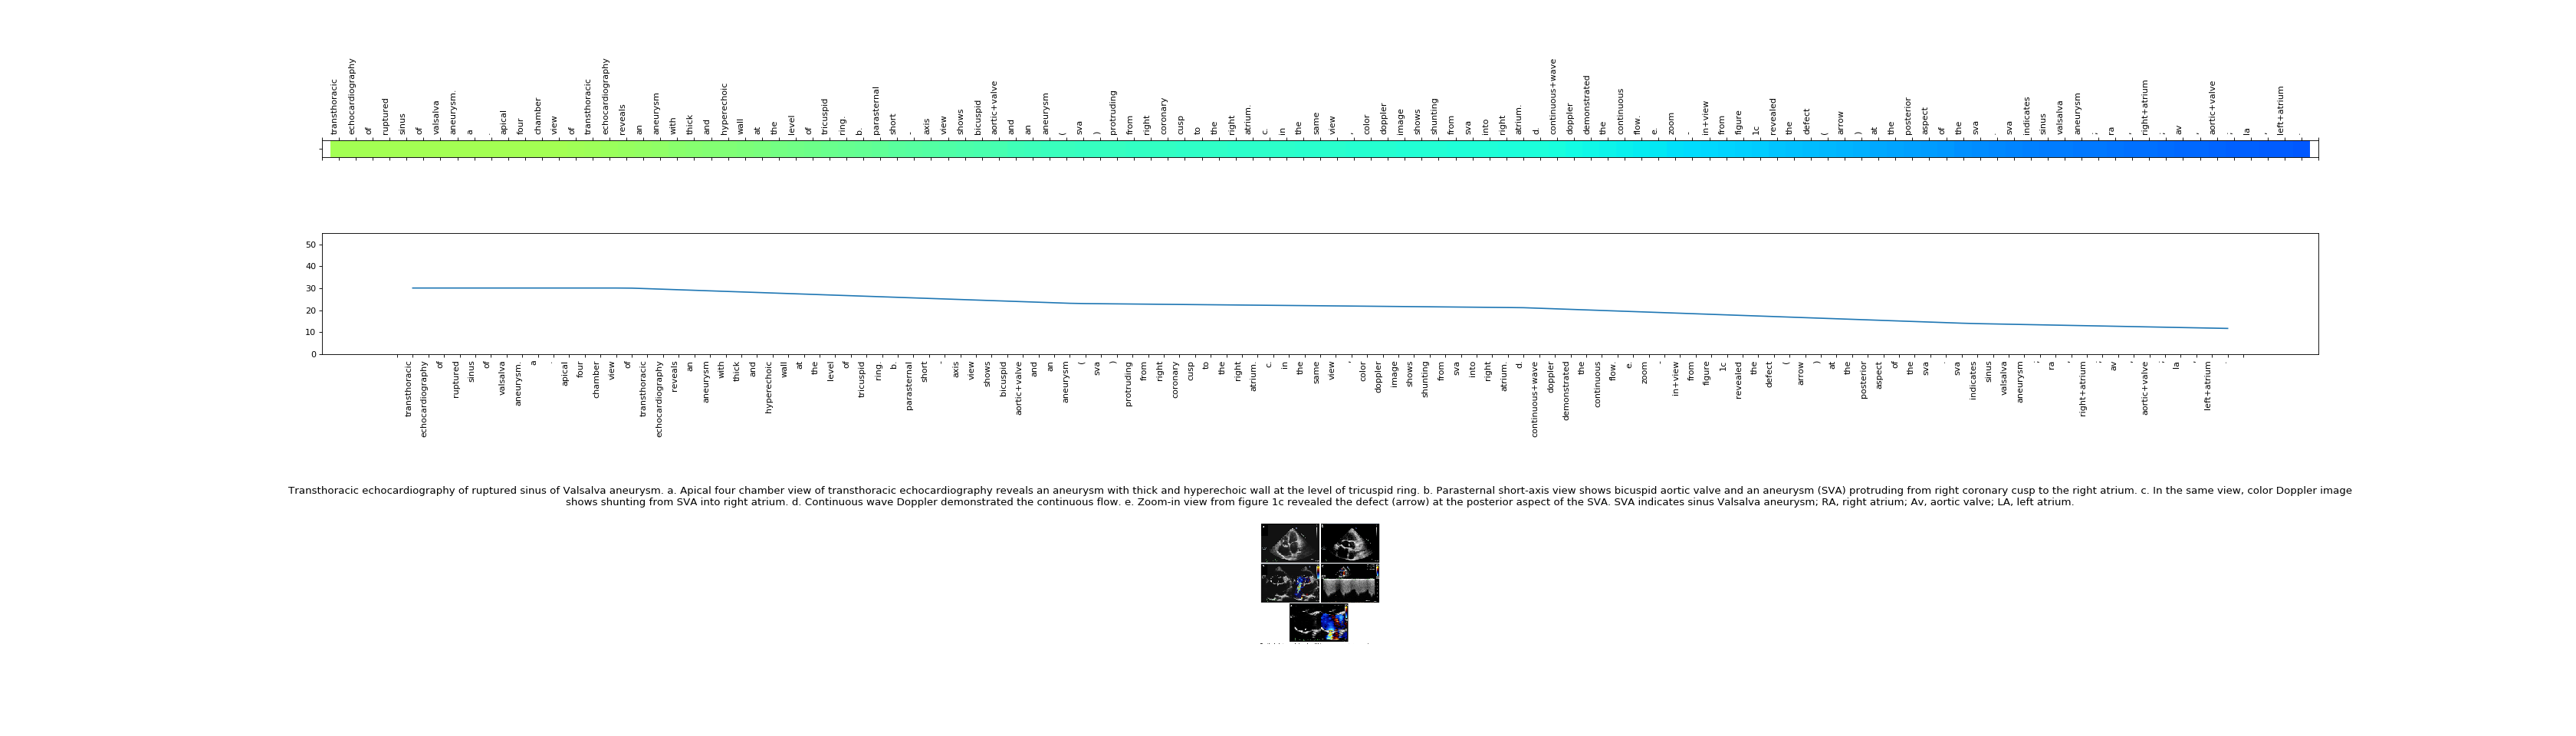 transthoracic echocardiography of ruptured sinus of valsalva aneurysm. a . apical four chamber view of transthoracic echocardiography reveals an aneurysm with thick and hyperechoic wall at the level of tricuspid ring. b. parasternal short - axis view shows bicuspid aortic+valve and an aneurysm ( sva ) protruding from right coronary cusp to the right atrium. c. in the same view , color doppler image shows shunting from sva into right atrium. d. continuous+wave doppler demonstrated the continuous flow. e. zoom - in+view from figure 1c revealed the defect ( arrow ) at the posterior aspect of the sva . sva indicates sinus valsalva aneurysm ; ra , right+atrium ; av , aortic+valve ; la , left+atrium .
50
40
30
20
10
0
transthoracic echocardiography of ruptured sinus of valsalva aneurysm. a . apical four chamber view of transthoracic echocardiography reveals an aneurysm with thick and hyperechoic wall at the level of tricuspid ring. b. parasternal short - axis view shows bicuspid aortic+valve and an aneurysm ( sva ) protruding from right coronary cusp to the right atrium. c. in the same view , color doppler image shows shunting from sva into right atrium. d. continuous+wave doppler demonstrated the continuous flow. e. zoom - in+view from figure 1c revealed the defect ( arrow ) at the posterior aspect of the sva . sva indicates sinus valsalva aneurysm ; ra , right+atrium ; av , aortic+valve ; la , left+atrium .
Transthoracic echocardiography of ruptured sinus of Valsalva aneurysm. a. Apical four chamber view of transthoracic echocardiography reveals an aneurysm with thick and hyperechoic wall at the level of tricuspid ring. b. Parasternal short-axis view shows bicuspid aortic valve and an aneurysm (SVA) protruding from right coronary cusp to the right atrium. c. In the same view, color Doppler image
shows shunting from SVA into right atrium. d. Continuous wave Doppler demonstrated the continuous flow. e. Zoom-in view from figure 1c revealed the defect (arrow) at the posterior aspect of the SVA. SVA indicates sinus Valsalva aneurysm; RA, right atrium; Av, aortic valve; LA, left atrium.